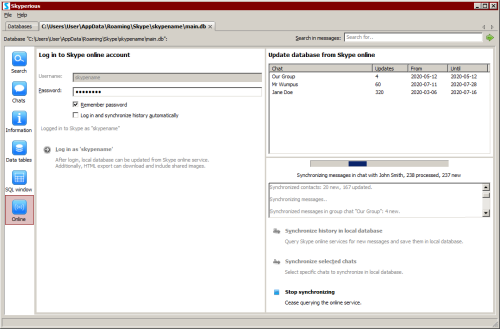 Skyperious
File Help
Databases C:\Users\User\AppData\Roaming\Skype\skypename\main.db
Database "C:\Users\User\AppData\Roaming\Skype\skypename\main.db": Search in messages: Search for..
Search
Chats
Information
Data tables
SQL window
Online
Log in to Skype online account
Username: skypename
Password: ●●●●●●●●
Remember password
Log in and synchronize history automatically
Logged in to Skype as "skypename"
Log in as 'skypename'
After login, local database can be updated from Skype online service.
Additionally, HTML export can download and include shared images.
Update database from Skype online
Chat Updates From Until
Our Group 4 2020-05-12 2020-05-12
Mr Wumpus 60 2020-07-11 2020-07-28
Jane Doe 320 2020-03-06 2020-07-16
Synchronizing messages in chat with John Smith, 238 processed, 237 new
Synchronized contacts: 20 new, 167 updated.
Synchronizing messages..
Synchronized messages in group chat "Our Group": 4 new.
Synchronize history in local database
Query Skype online services for new messages and save them in local database.
Synchronize selected chats
Select specific chats to synchronize in local database.
Stop synchronizing
Cease querying the online service.